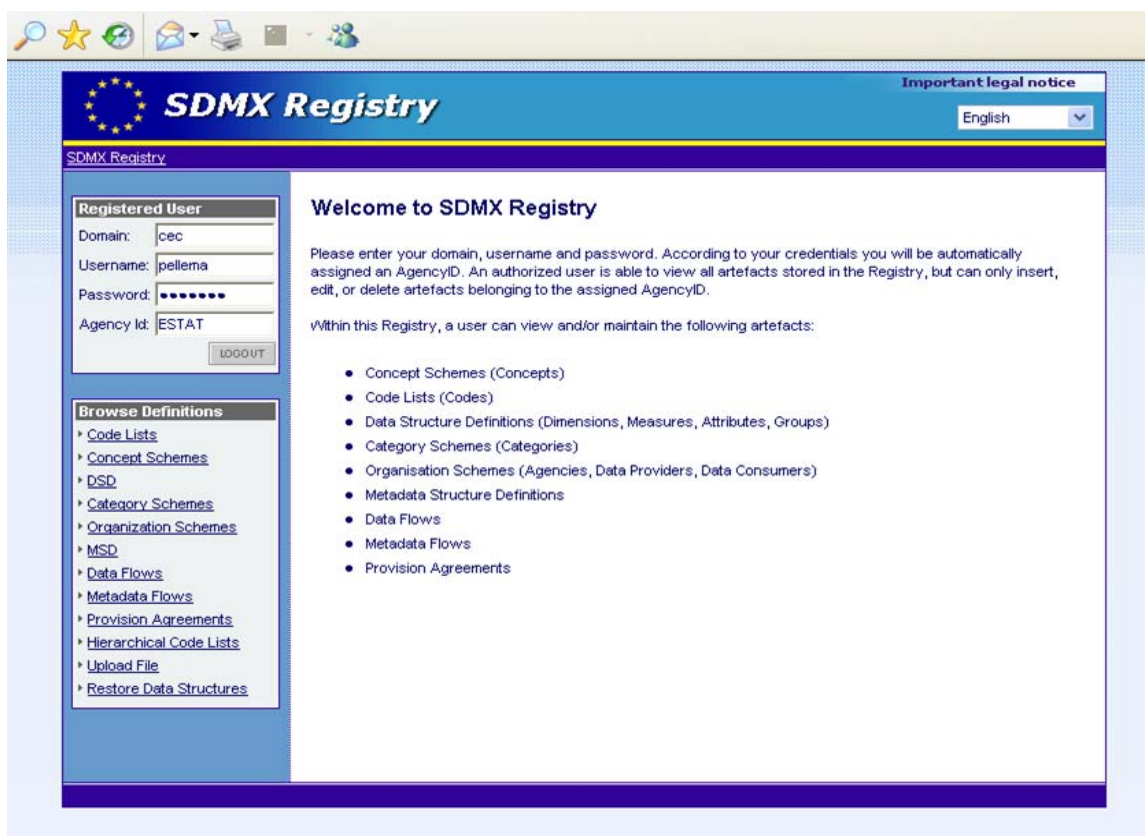 Important legal notice
SDMX Registry
English
SDMX Registry
Registered User
Domain: cec
Username: pellema
Password: •••••••
Agency Id: ESTAT
LOGOUT
Browse Definitions
Code Lists
Concept Schemes
DSD
Category Schemes
Organization Schemes
MSD
Data Flows
Metadata Flows
Provision Agreements
Hierarchical Code Lists
Upload File
Restore Data Structures
Welcome to SDMX Registry
Please enter your domain, username and password. According to your credentials you will be automatically
assigned an AgencyID. An authorized user is able to view all artefacts stored in the Registry, but can only insert,
edit, or delete artefacts belonging to the assigned AgencyID.
Within this Registry, a user can view and/or maintain the following artefacts:
• Concept Schemes (Concepts)
• Code Lists (Codes)
• Data Structure Definitions (Dimensions, Measures, Attributes, Groups)
• Category Schemes (Categories)
• Organisation Schemes (Agencies, Data Providers, Data Consumers)
• Metadata Structure Definitions
• Data Flows
• Metadata Flows
• Provision Agreements